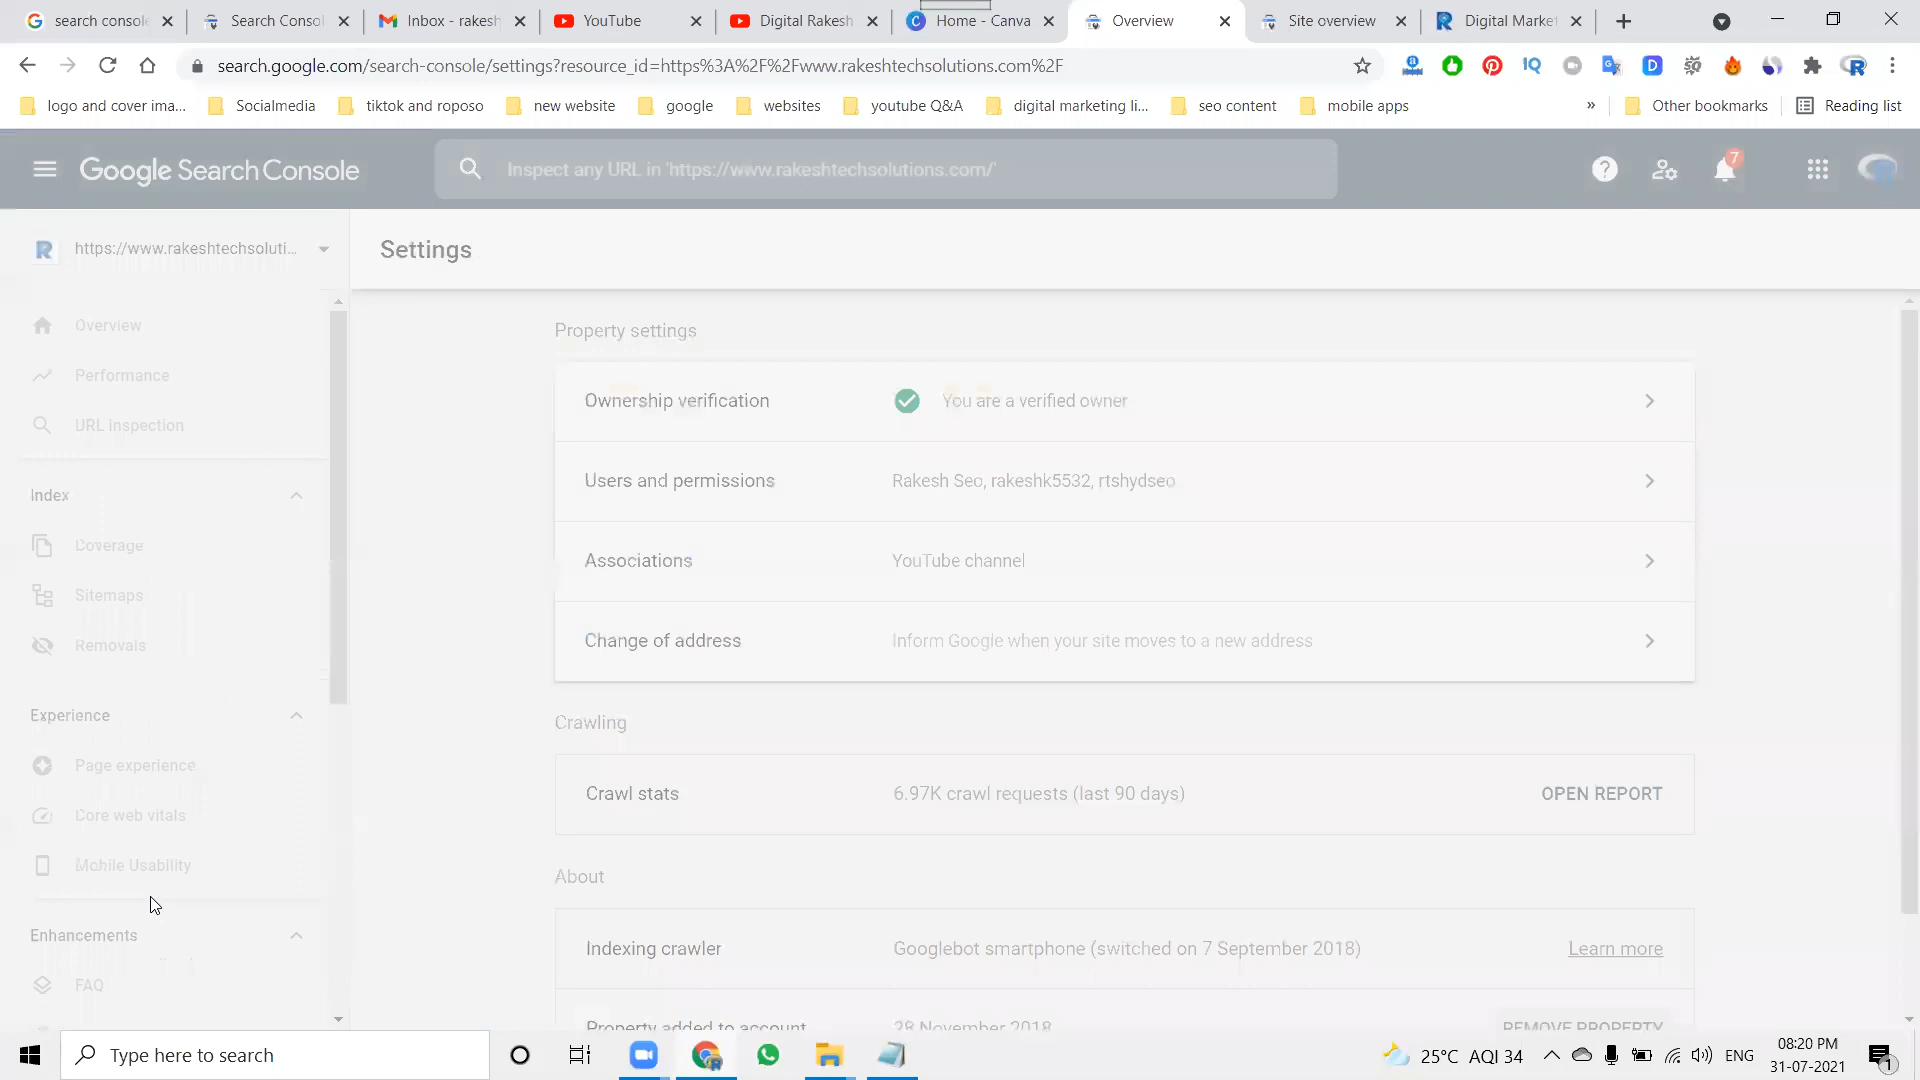 search console
Search Consol
Inbox - rakesh
YouTube
Digital Rakesh
Home - Canva
Overview
Site overview
Digital Market
search.google.com/search-console/settings?resource_id=https%3A%2F%2Fwww.rakeshtechsolutions.com%2F
logo and cover ima...
Socialmedia
tiktok and roposo
new website
google
websites
youtube Q&A
digital marketing li...
seo content
mobile apps
Other bookmarks
Reading list
Google Search Console
Inspect any URL in 'https://www.rakeshtechsolutions.com/'
7
https://www.rakeshtechsoluti...
Settings
Overview
Performance
URL inspection
Index
Coverage
Sitemaps
Removals
Experience
Page experience
Core web vitals
Mobile Usability
Enhancements
FAQ
Property settings
Ownership verification You are a verified owner
Users and permissions Rakesh Seo, rakeshk5532, rtshydseo
Associations YouTube channel
Change of address Inform Google when your site moves to a new address
Crawling
Crawl stats 6.97K crawl requests (last 90 days) OPEN REPORT
About
Indexing crawler Googlebot smartphone (switched on 7 September 2018) Learn more
Property added to account 28 November 2018 REMOVE PROPERTY
Type here to search
25°C AQI 34
ENG
08:20 PM
31-07-2021
1